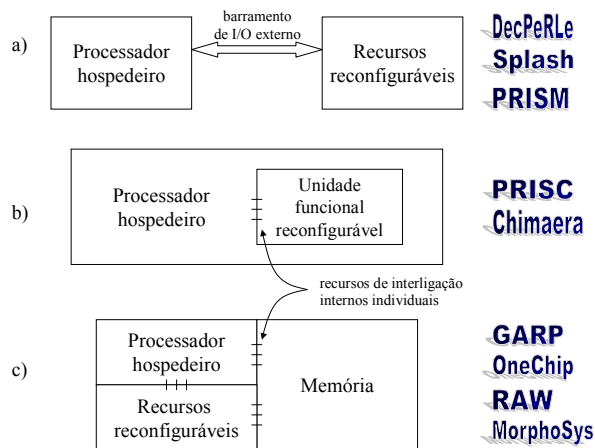 a)
Processador
hospedeiro
barramento
de I/O externo
Recursos
reconfiguráveis
DecPeRLe
Splash
PRISM
b)
Processador
hospedeiro
Unidade
funcional
reconfigurável
PRISC
Chimaera
recursos de interligação
internos individuais
c)
Processador
hospedeiro
Recursos
reconfiguráveis
Memória
GARP
OneChip
RAW
MorphoSys